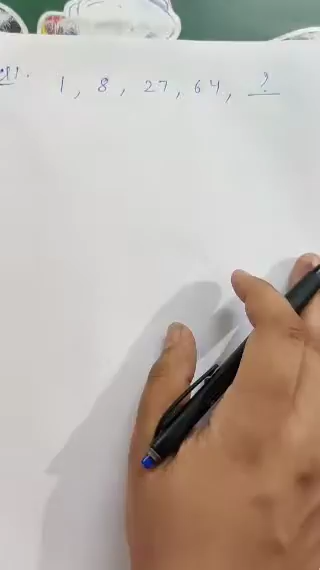 1, 8, 27, 64, ?